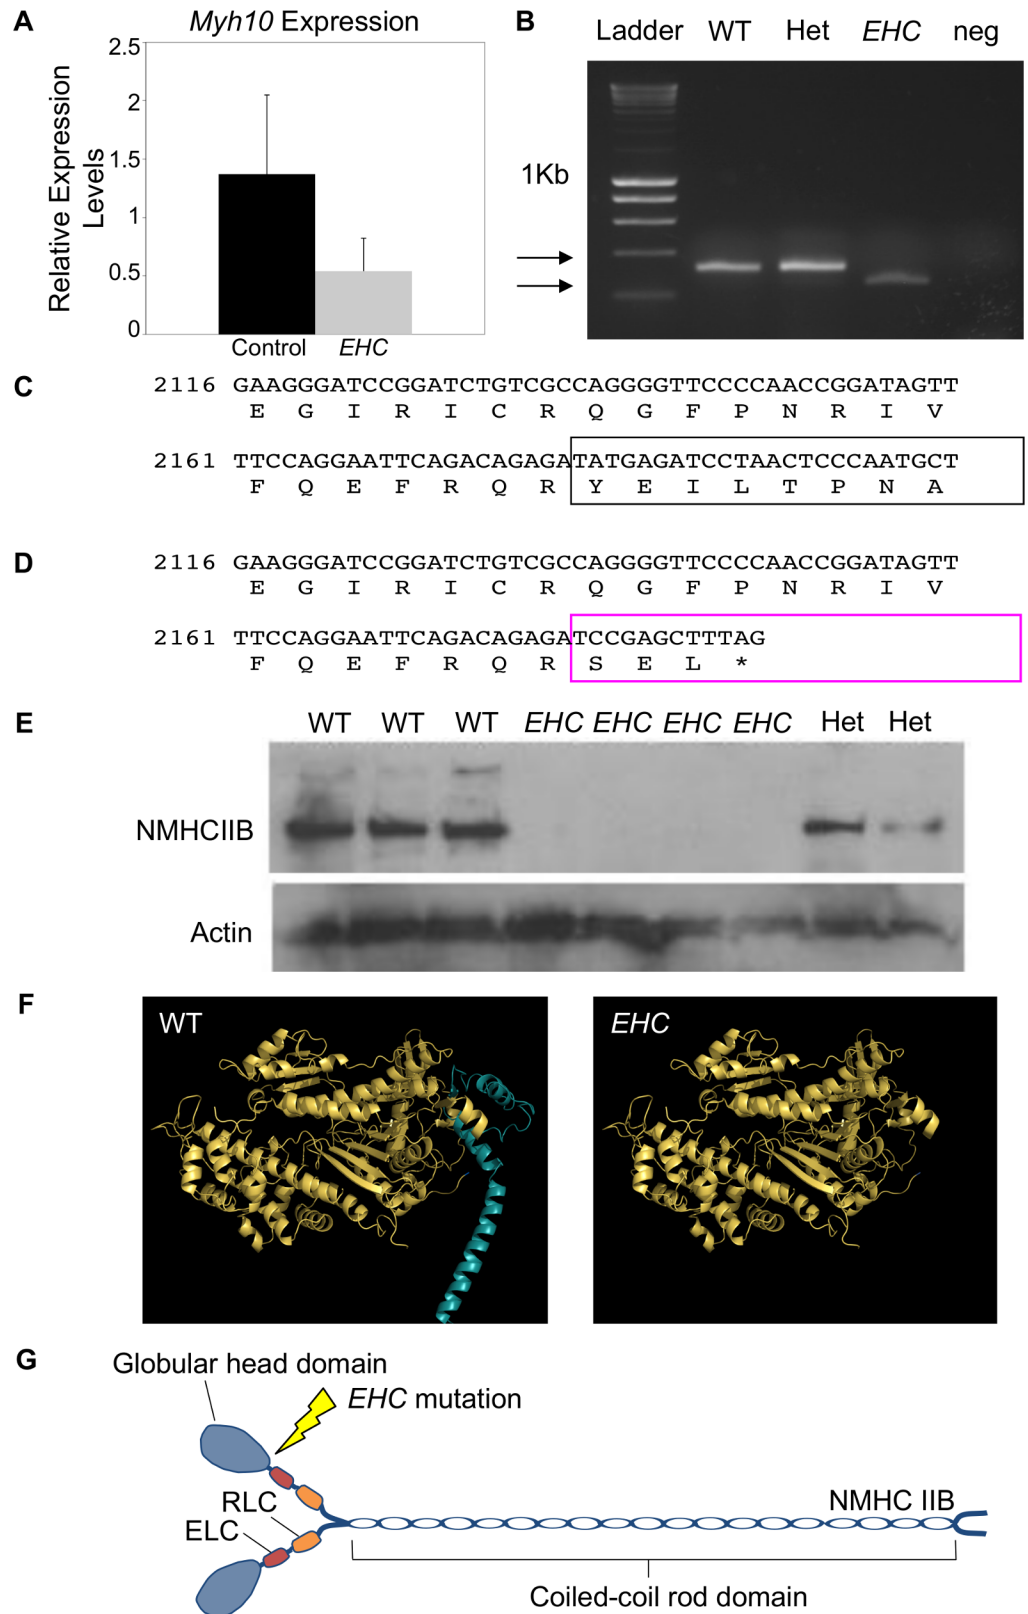 A
Myh10 Expression
Relative Expression
Levels
2.5
2
1.5
1
0.5
0
Control
EHC
B
Ladder WT Het EHC neg
1Kb
C
2116 GAAGGGATCCGGATCTGTCGCCAGGGGTTCCCCAACCGGATAGTT
E G I R I C R Q G F P N R I V
2161 TTCCAGGAATTCAGACAGAGATATGAGATCCTAACTCCCAATGCT
F Q E F R Q R Y E I L T P N A
D
2116 GAAGGGATCCGGATCTGTCGCCAGGGGTTCCCCAACCGGATAGTT
E G I R I C R Q G F P N R I V
2161 TTCCAGGAATTCAGACAGAGATCCGAGCTTTAG
F Q E F R Q R S E L *
E
WT WT WT EHC EHC EHC EHC Het Het
NMHCIIB
Actin
F
WT
EHC
G
Globular head domain
EHC mutation
RLC
ELC
NMHC IIB
Coiled-coil rod domain